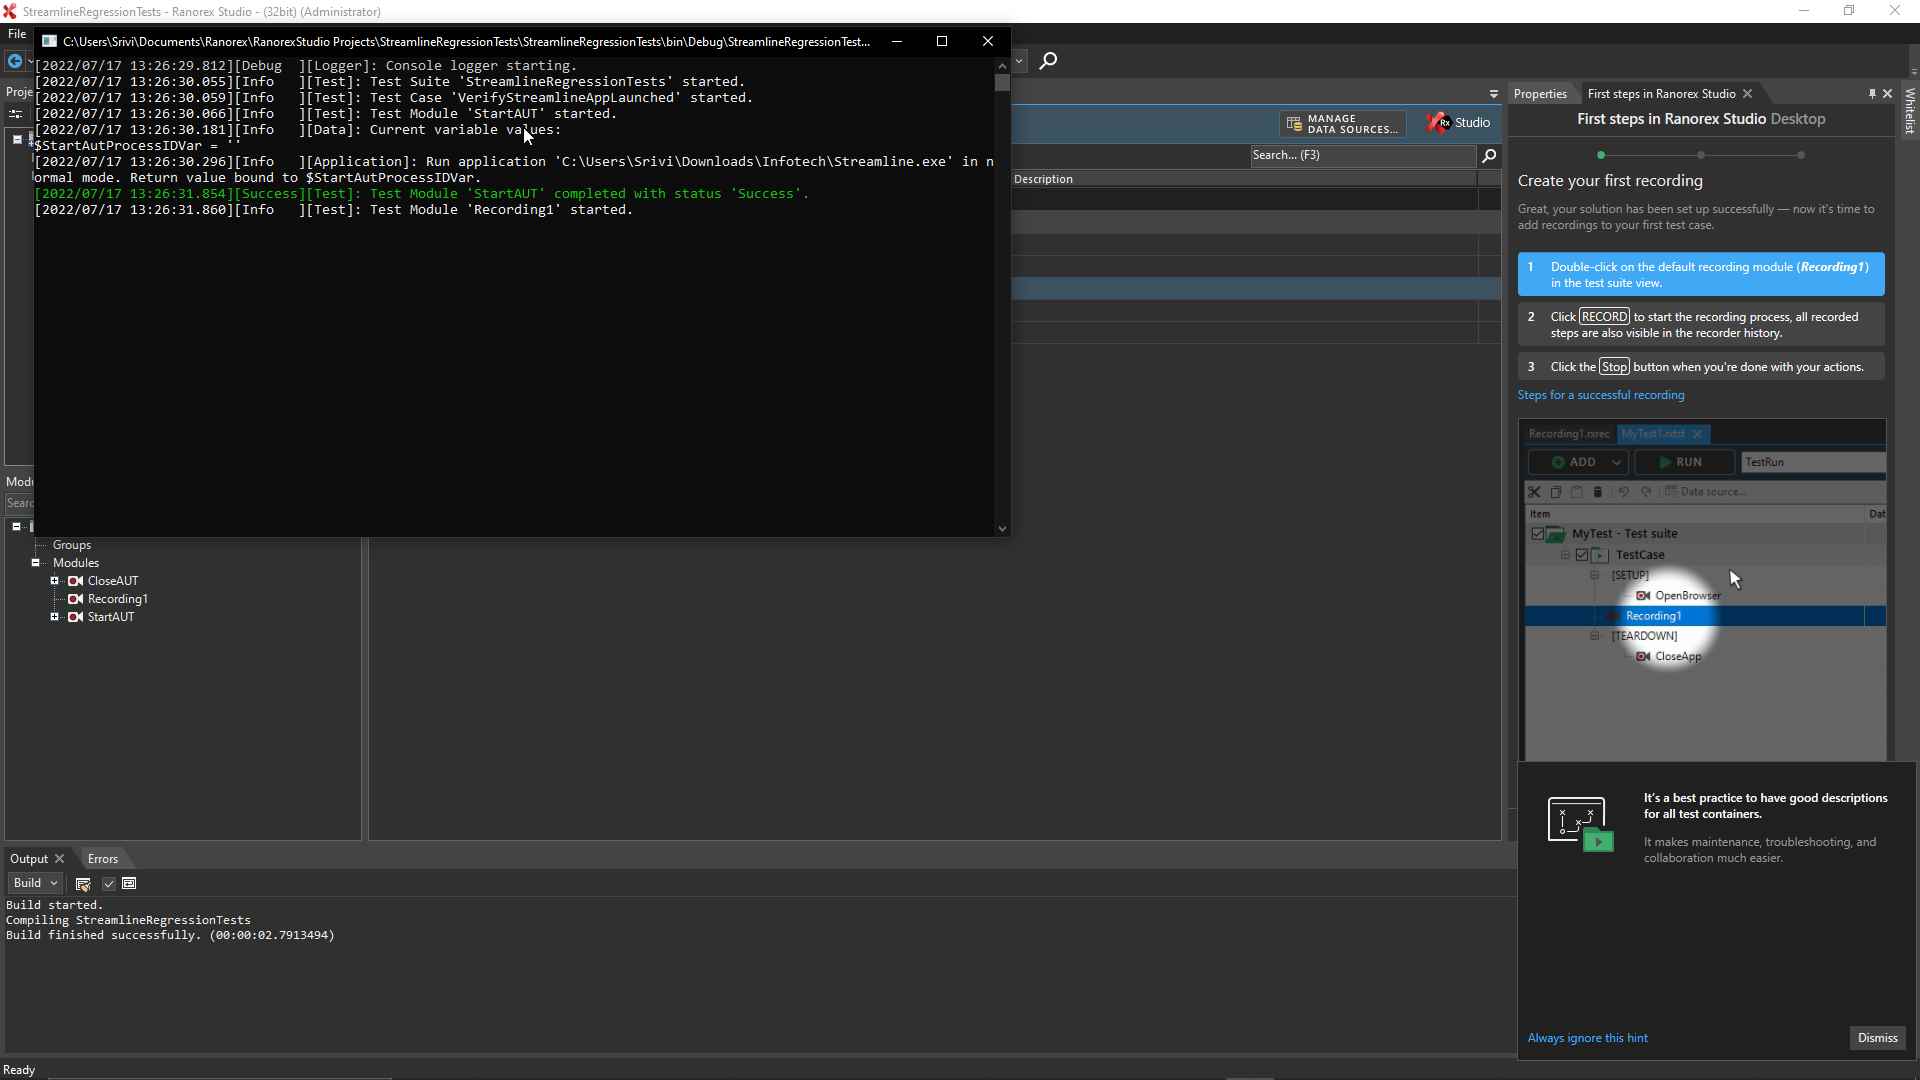 StreamlineRegressionTests - Ranorex Studio - (32bit) (Administrator)
File
C:\Users\Srivi\Documents\Ranorex\RanorexStudio Projects\StreamlineRegressionTests\StreamlineRegressionTests\bin\Debug\StreamlineRegressionTest...
[2022/07/17 13:26:29.812][Debug  ][Logger]: Console logger starting.
[2022/07/17 13:26:30.055][Info   ][Test]: Test Suite 'StreamlineRegressionTests' started.
[2022/07/17 13:26:30.059][Info   ][Test]: Test Case 'VerifyStreamlineAppLaunched' started.
[2022/07/17 13:26:30.066][Info   ][Test]: Test Module 'StartAUT' started.
[2022/07/17 13:26:30.181][Info   ][Data]: Current variable values:
$StartAutProcessIDVar = ''
[2022/07/17 13:26:30.296][Info   ][Application]: Run application 'C:\Users\Srivi\Downloads\Infotech\Streamline.exe' in n
ormal mode. Return value bound to $StartAutProcessIDVar.
[2022/07/17 13:26:31.854][Success][Test]: Test Module 'StartAUT' completed with status 'Success'.
[2022/07/17 13:26:31.860][Info   ][Test]: Test Module 'Recording1' started.
Proje
Modu
Searc
Groups
Modules
CloseAUT
Recording1
StartAUT
MANAGE
DATA SOURCES...
Rx Studio
Search... (F3)
Description
Properties
First steps in Ranorex Studio
Whitelist
First steps in Ranorex Studio Desktop
Create your first recording
Great, your solution has been set up successfully — now it's time to
add recordings to your first test case.
1 Double-click on the default recording module (Recording1)
in the test suite view.
2 Click RECORD to start the recording process, all recorded
steps are also visible in the recorder history.
3 Click the Stop button when you're done with your actions.
Steps for a successful recording
Recording1.rxrec MyTest1.rxtst
ADD RUN TestRun
Data source...
Item Dat
MyTest - Test suite
TestCase
[SETUP]
OpenBrowser
Recording1
[TEARDOWN]
CloseApp
It's a best practice to have good descriptions
for all test containers.
It makes maintenance, troubleshooting, and
collaboration much easier.
Always ignore this hint
Dismiss
Output Errors
Build
Build started.
Compiling StreamlineRegressionTests
Build finished successfully. (00:00:02.7913494)
Ready